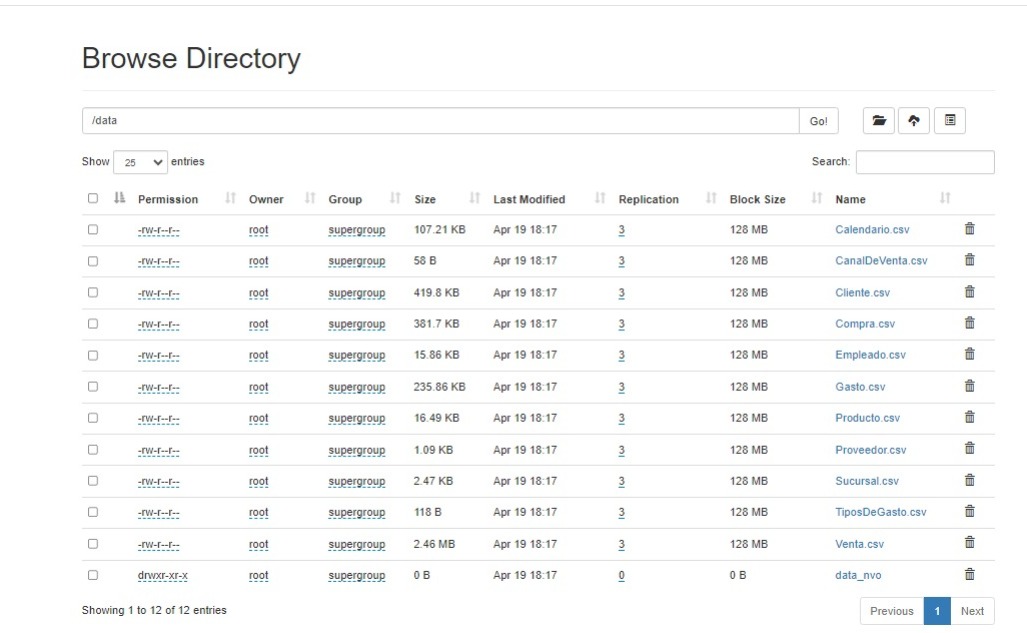 Browse Directory
/data Go!
Show 25 entries Search:
Permission Owner Group Size Last Modified Replication Block Size Name
-rw-r--r-- root supergroup 107.21 KB Apr 19 18:17 3 128 MB Calendario.csv
-rw-r--r-- root supergroup 58 B Apr 19 18:17 3 128 MB CanalDeVenta.csv
-rw-r--r-- root supergroup 419.8 KB Apr 19 18:17 3 128 MB Cliente.csv
-rw-r--r-- root supergroup 381.7 KB Apr 19 18:17 3 128 MB Compra.csv
-rw-r--r-- root supergroup 15.86 KB Apr 19 18:17 3 128 MB Empleado.csv
-rw-r--r-- root supergroup 235.86 KB Apr 19 18:17 3 128 MB Gasto.csv
-rw-r--r-- root supergroup 16.49 KB Apr 19 18:17 3 128 MB Producto.csv
-rw-r--r-- root supergroup 1.09 KB Apr 19 18:17 3 128 MB Proveedor.csv
-rw-r--r-- root supergroup 2.47 KB Apr 19 18:17 3 128 MB Sucursal.csv
-rw-r--r-- root supergroup 118 B Apr 19 18:17 3 128 MB TiposDeGasto.csv
-rw-r--r-- root supergroup 2.46 MB Apr 19 18:17 3 128 MB Venta.csv
drwxr-xr-x root supergroup 0 B Apr 19 18:17 0 0 B data_nvo
Showing 1 to 12 of 12 entries Previous 1 Next